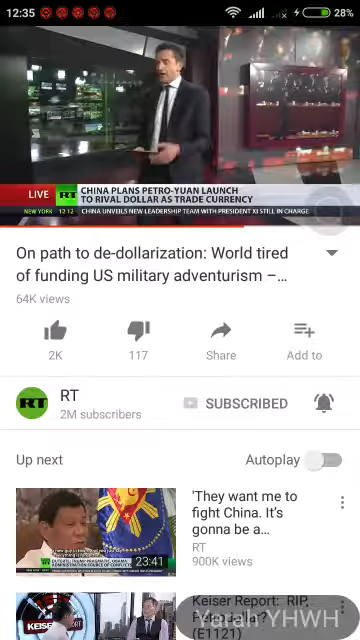 12:35
28%
CHINA PLANS PETRO-YUAN LAUNCH
TO RIVAL DOLLAR AS TRADE CURRENCY
LIVE RT
NEW YORK 12:12 CHINA UNVEILS NEW LEADERSHIP TEAM WITH PRESIDENT XI STILL IN CHARGE
On path to de-dollarization: World tired
of funding US military adventurism –...
64K views
2K
117
Share
Add to
RT
RT
2M subscribers
SUBSCRIBED
Up next
Autoplay
'They want me to
fight China. It's
gonna be a...
RT
900K views
23:41
Keiser Report: RIP,
(E1121)
KEISER
REPORT
YHWH